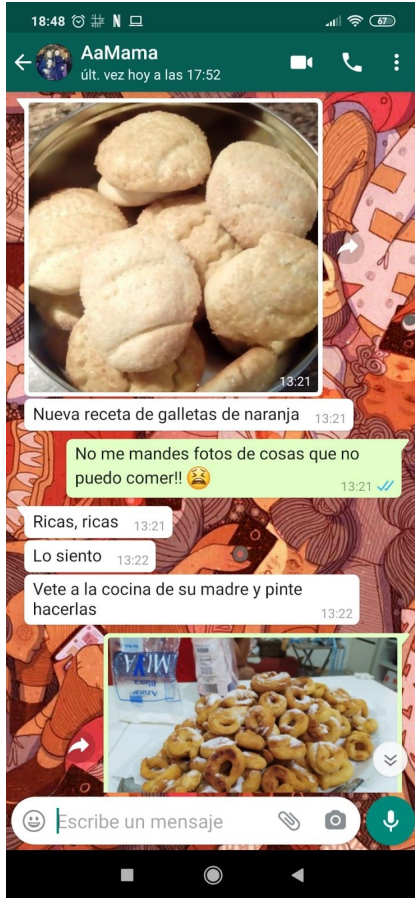 18:48
67
AaMama
últ. vez hoy a las 17:52
13:21
Nueva receta de galletas de naranja 13:21
No me mandes fotos de cosas que no
puedo comer!! 😫
13:21
Ricas, ricas 13:21
Lo siento 13:22
Vete a la cocina de su madre y pinte
hacerlas
13:22
Azúcar
Blanca
Escribe un mensaje